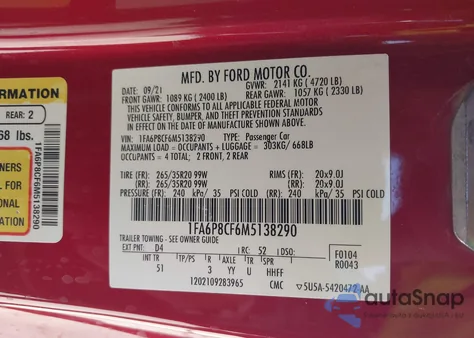 MFD. BY FORD MOTOR CO.
09/21 GVWR: 2141 KG ( 4720 LB)
FRONT GAWR: 1089 KG ( 2400 LB) REAR GAWR: 1057 KG ( 2330 LB)
THIS VEHICLE CONFORMS TO ALL APPLICABLE FEDERAL MOTOR
VEHICLE SAFETY, BUMPER, AND THEFT PREVENTION STANDARDS
IN EFFECT ON THE DATE OF MANUFACTURE SHOWN ABOVE.
VIN: 1FA6P8CF6M5138290 TYPE: Passenger Car
MAXIMUM LOAD = OCCUPANTS + LUGGAGE = 303KG / 668LB
OCCUPANTS = 4 TOTAL; 2 FRONT, 2 REAR
TIRE (FR): 265/35R20 99W RIMS (FR): 20x9.0J
(RR): 265/35R20 99W (RR): 20x9.0J
PRESSURE (FR): 240 kPa/ 35 PSI COLD (RR): 240 kPa/ 35 PSI COLD
1FA6P8CF6M5138290
TRAILER TOWING - SEE OWNER GUIDE
EXT PNT: D4 RC: 52 DSO: F0104
INT TR TP/PS R AXLE TR SPR R0043
51 3 YY U HHFF
1202109283965 CMC 5U5A-5420472-AA
FORMATION
REAR: 2
68 lbs.
1FA6P8CF6M5138290
autoSnap